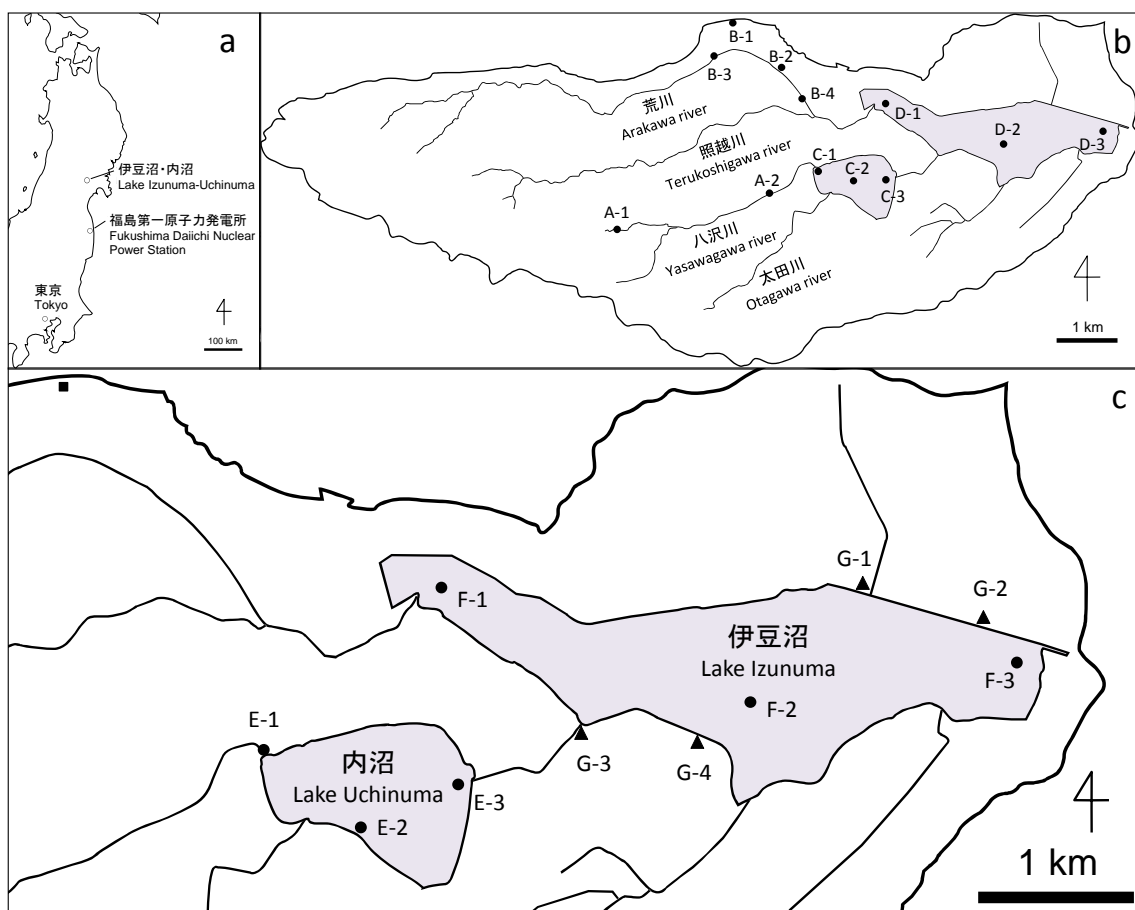 a
伊豆沼・内沼
Lake Izunuma-Uchinuma
福島第一原子力発電所
Fukushima Daiichi Nuclear
Power Station
東京
Tokyo
100 km
b
B-1
B-2
B-3
B-4
荒川
Arakawa river
D-1
D-2
D-3
照越川
Terukoshigawa river
C-1
C-2
C-3
A-2
A-1
八沢川
Yasawagawa river
太田川
Otagawa river
1 km
c
G-1
G-2
F-1
伊豆沼
Lake Izunuma
F-3
F-2
E-1
G-3
G-4
内沼
Lake Uchinuma
E-3
E-2
1 km